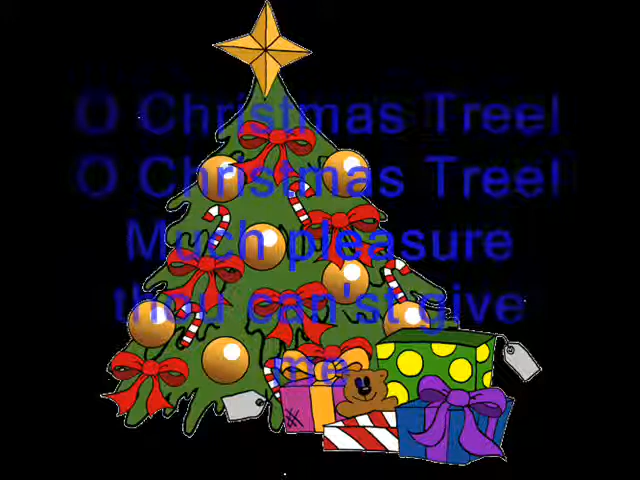 O Christmas Tree!
O Christmas Tree!
Much pleasure
thou can'st give
me